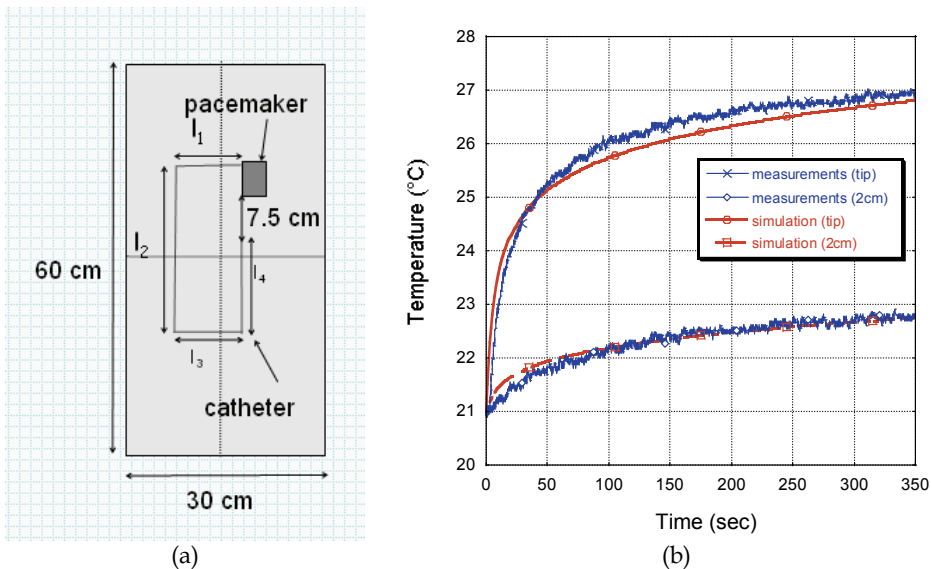 pacemaker
l₁
7.5 cm
l₂
l₄
60 cm
l₃
catheter
30 cm
(a)
28
27
26
25
24
23
22
21
20
Temperature (°C)
measurements (tip)
measurements (2cm)
simulation (tip)
simulation (2cm)
0
50
100
150
200
250
300
350
Time (sec)
(b)